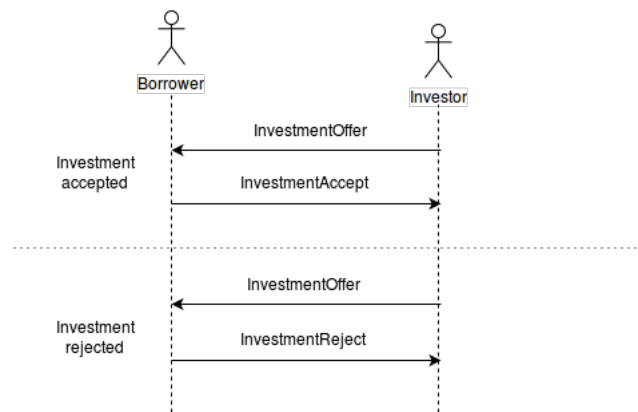 Borrower
Investor
InvestmentOffer
Investment
accepted
InvestmentAccept
InvestmentOffer
Investment
rejected
InvestmentReject